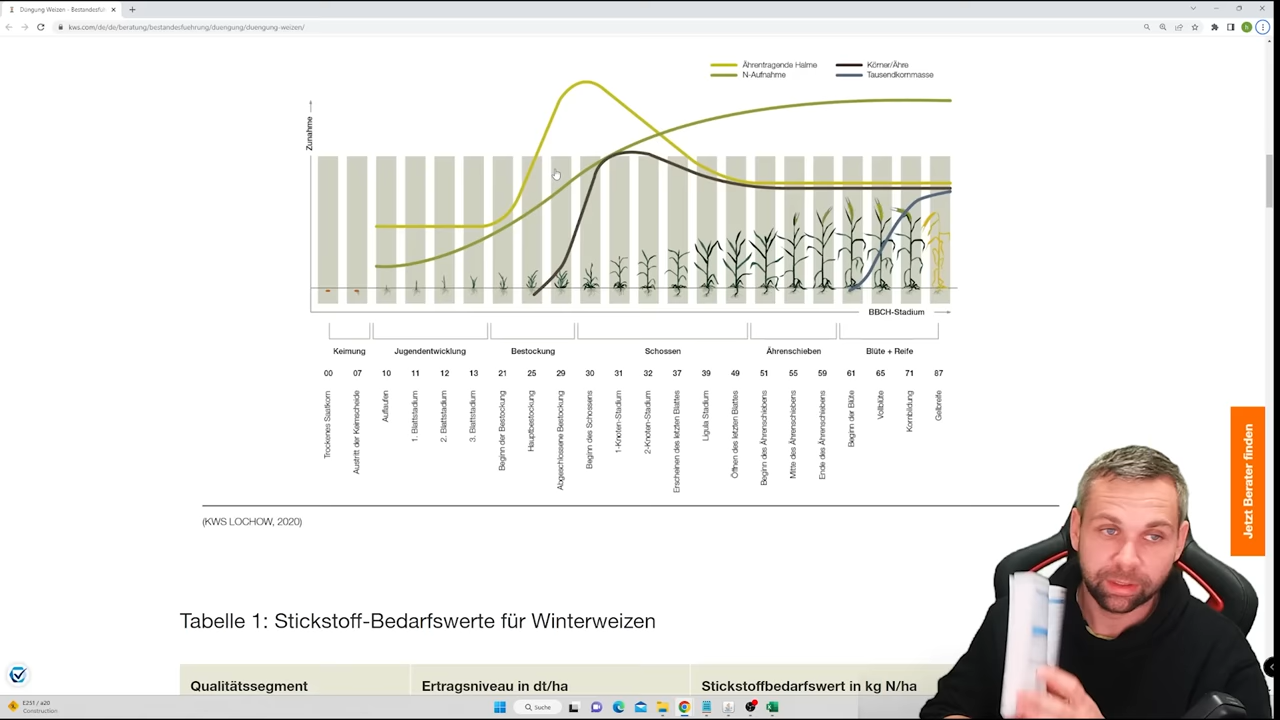 Düngung Weizen - Bestandesfüh
kws.com/de/de/beratung/bestandesfuehrung/duengung/duengung-weizen/
Ährentragende Halme
Körner/Ähre
N-Aufnahme
Tausendkornmasse
Zunahme
BBCH-Stadium
Keimung
Jugendentwicklung
Bestockung
Schossen
Ährenschieben
Blüte + Reife
00 07 10 11 12 13 21 25 29 30 31 32 37 39 49 51 55 59 61 65 71 87
Trockenes Saatkorn
Austritt der Keimscheide
Auflaufen
1. Blattstadium
2. Blattstadium
3. Blattstadium
Beginn der Bestockung
Hauptbestockung
Abgeschlossene Bestockung
Beginn des Schossens
1-Knoten-Stadium
2-Knoten-Stadium
Erscheinen des letzten Blattes
Ligula Stadium
Öffnen des letzten Blattes
Beginn des Ährenschiebens
Mitte des Ährenschiebens
Ende des Ährenschiebens
Beginn der Blüte
Vollblüte
Kornbildung
Gelbreife
Jetzt Berater finden
(KWS LOCHOW, 2020)
Tabelle 1: Stickstoff-Bedarfswerte für Winterweizen
Qualitätssegment
Ertragsniveau in dt/ha
Stickstoffbedarfswert in kg N/ha
E251 / a20
Construction
Suche